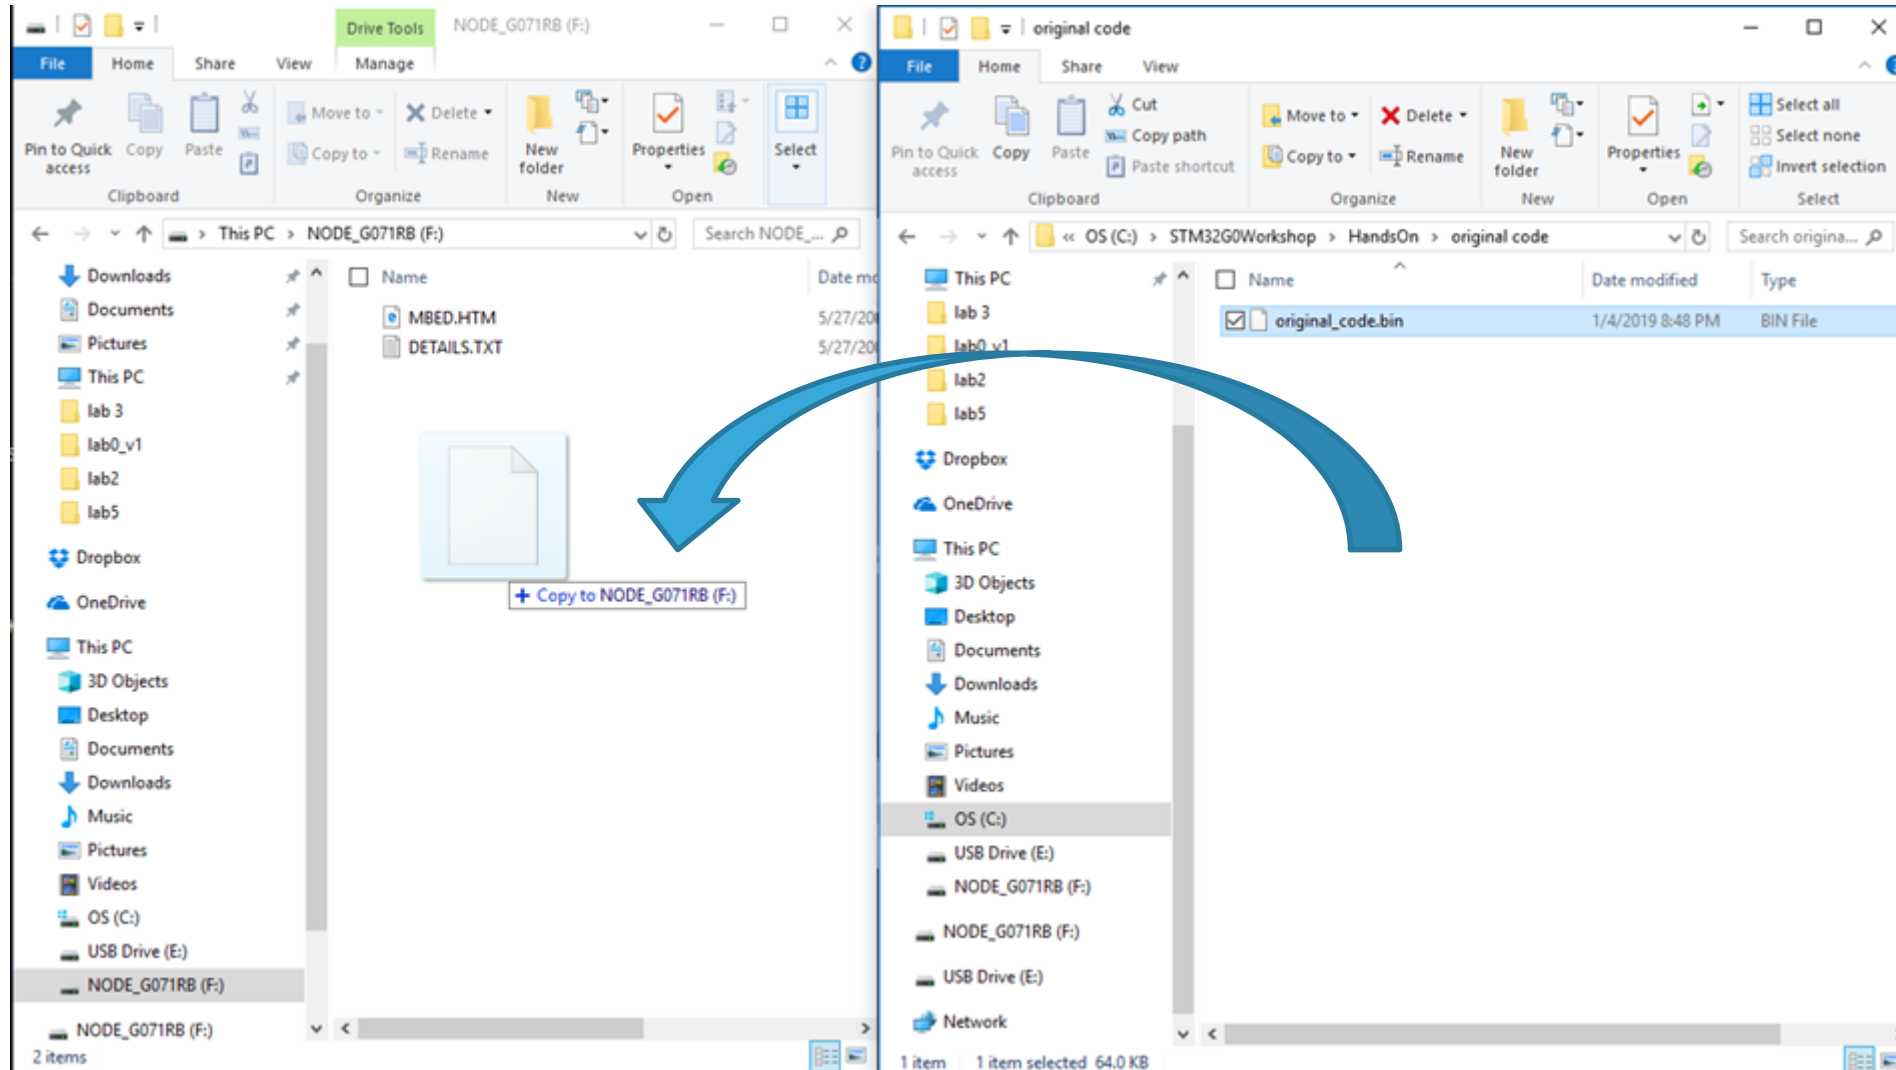 Drive Tools
NODE_G071RB (F:)
File
Home
Share
View
Manage
Pin to Quick access
Copy
Paste
Move to
Copy to
Delete
Rename
New folder
Properties
Select
Clipboard
Organize
New
Open
This PC > NODE_G071RB (F:)
Search NODE_...
Downloads
Documents
Pictures
This PC
lab 3
lab0_v1
lab2
lab5
Dropbox
OneDrive
This PC
3D Objects
Desktop
Documents
Downloads
Music
Pictures
Videos
OS (C:)
USB Drive (E:)
NODE_G071RB (F:)
NODE_G071RB (F:)
2 items
Name
MBED.HTM
5/27/20
DETAILS.TXT
5/27/20
+ Copy to NODE_G071RB (F:)
original code
File
Home
Share
View
Pin to Quick access
Copy
Paste
Cut
Copy path
Paste shortcut
Move to
Copy to
Delete
Rename
New folder
Properties
Select all
Select none
Invert selection
Clipboard
Organize
New
Open
Select
« OS (C:) > STM32G0Workshop > HandsOn > original code
Search origina...
This PC
lab 3
lab0_v1
lab2
lab5
Dropbox
OneDrive
This PC
3D Objects
Desktop
Documents
Downloads
Music
Pictures
Videos
OS (C:)
USB Drive (E:)
NODE_G071RB (F:)
NODE_G071RB (F:)
USB Drive (E:)
Network
Name
Date modified
Type
original_code.bin
1/4/2019 8:48 PM
BIN File
1 item
1 item selected 64.0 KB